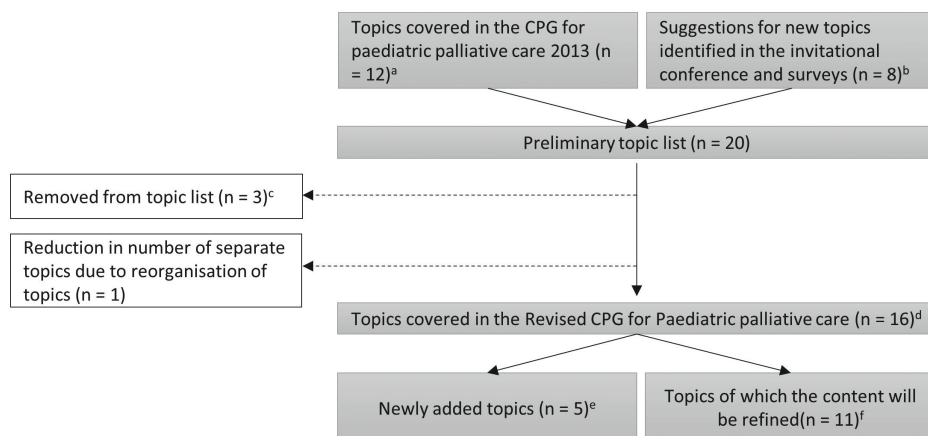 Topics covered in the CPG for
paediatric palliative care 2013 (n
= 12)ᵃ
Suggestions for new topics
identified in the invitational
conference and surveys (n = 8)ᵇ
Preliminary topic list (n = 20)
Removed from topic list (n = 3)ᶜ
Reduction in number of separate
topics due to reorganisation of
topics (n = 1)
Topics covered in the Revised CPG for Paediatric palliative care (n = 16)ᵈ
Newly added topics (n = 5)ᵉ
Topics of which the content will
be refined(n = 11)ᶠ